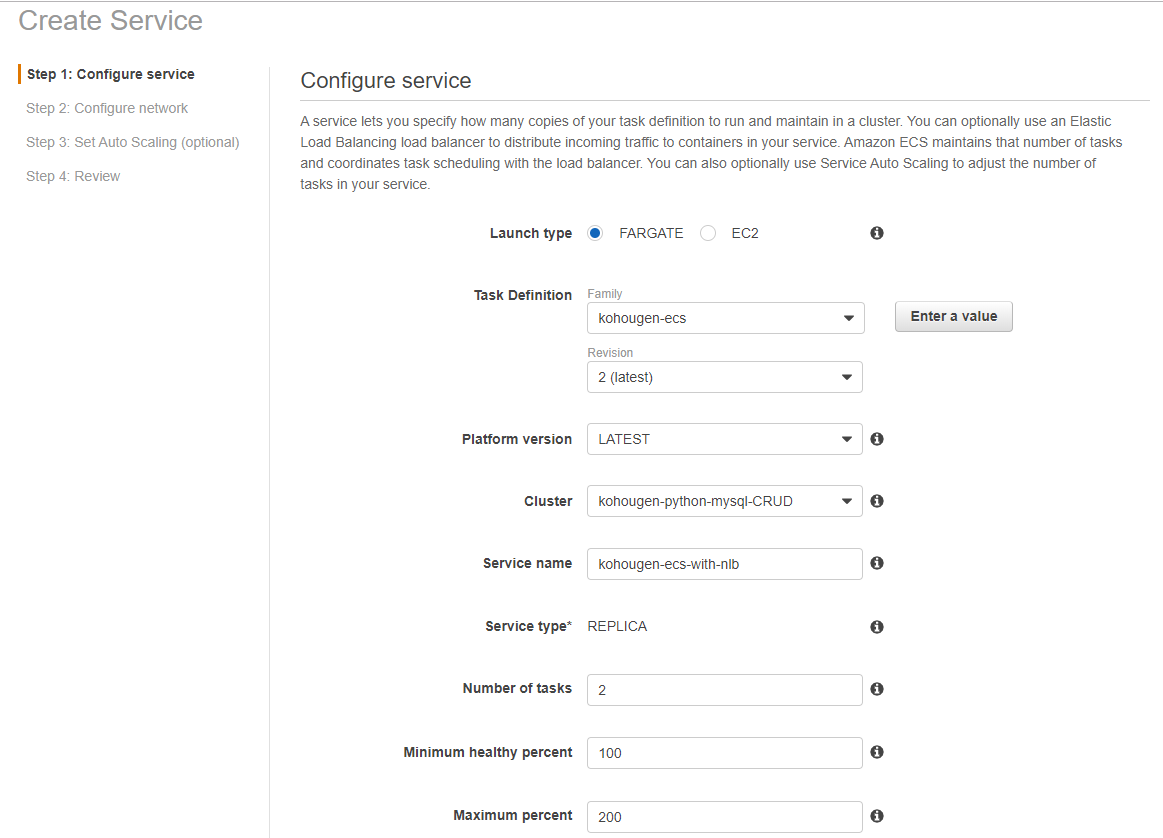 Create Service
Step 1: Configure service
Step 2: Configure network
Step 3: Set Auto Scaling (optional)
Step 4: Review
Configure service
A service lets you specify how many copies of your task definition to run and maintain in a cluster. You can optionally use an Elastic
Load Balancing load balancer to distribute incoming traffic to containers in your service. Amazon ECS maintains that number of tasks
and coordinates task scheduling with the load balancer. You can also optionally use Service Auto Scaling to adjust the number of
tasks in your service.
Launch type FARGATE EC2
Task Definition Family
kohougen-ecs Enter a value
Revision
2 (latest)
Platform version LATEST
Cluster kohougen-python-mysql-CRUD
Service name kohougen-ecs-with-nlb
Service type* REPLICA
Number of tasks 2
Minimum healthy percent 100
Maximum percent 200